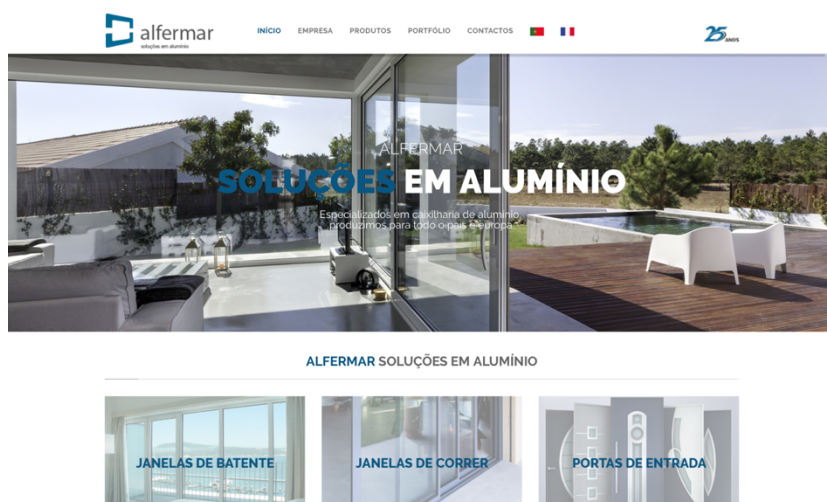 alfermar
soluções em alumínio
INÍCIO EMPRESA PRODUTOS PORTFÓLIO CONTACTOS
25 ANOS
ALFERMAR
SOLUÇÕES EM ALUMÍNIO
Especializados em caixilharia de alumínio,
produzimos para todo o país e europa
ALFERMAR SOLUÇÕES EM ALUMÍNIO
JANELAS DE BATENTE
JANELAS DE CORRER
PORTAS DE ENTRADA